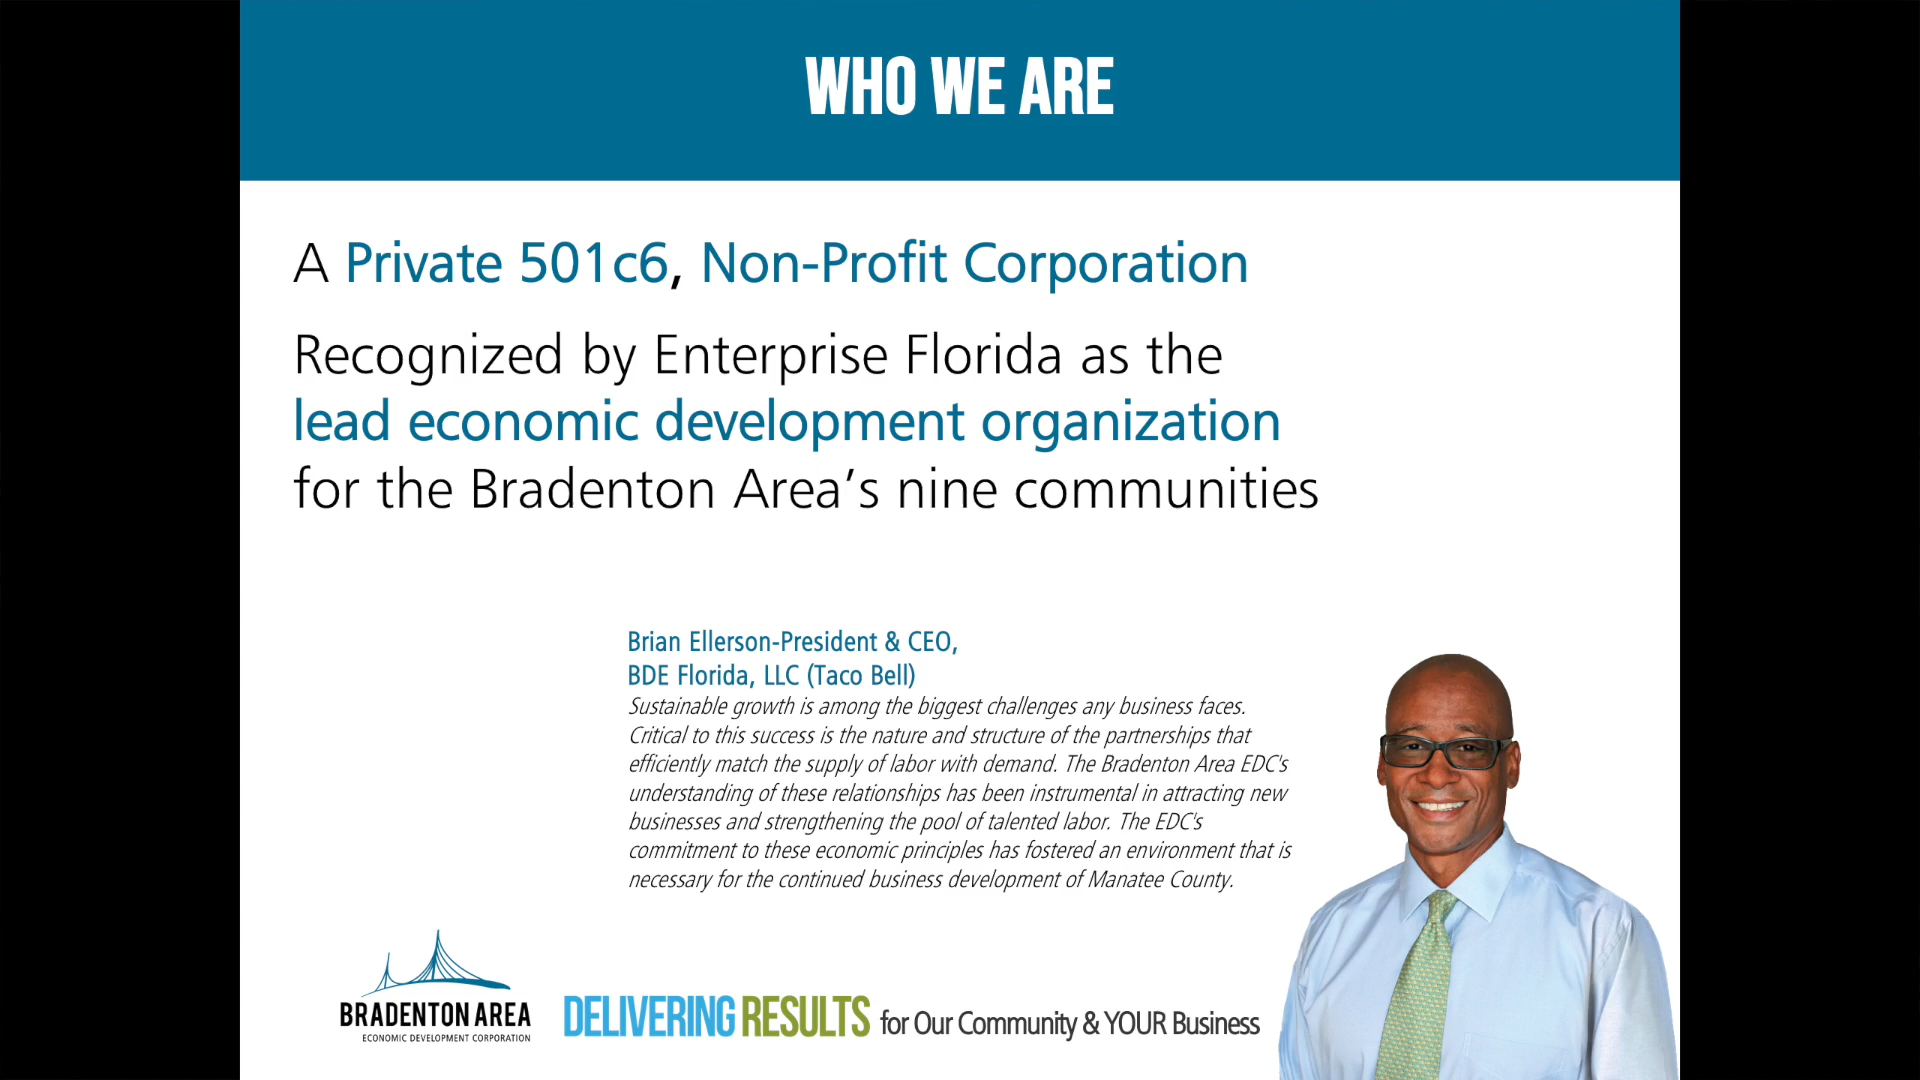 WHO WE ARE
A Private 501c6, Non-Profit Corporation
Recognized by Enterprise Florida as the
lead economic development organization
for the Bradenton Area’s nine communities
Brian Ellerson-President & CEO,
BDE Florida, LLC (Taco Bell)
Sustainable growth is among the biggest challenges any business faces.
Critical to this success is the nature and structure of the partnerships that
efficiently match the supply of labor with demand. The Bradenton Area EDC's
understanding of these relationships has been instrumental in attracting new
businesses and strengthening the pool of talented labor. The EDC's
commitment to these economic principles has fostered an environment that is
necessary for the continued business development of Manatee County.
BRADENTON AREA
ECONOMIC DEVELOPMENT CORPORATION
DELIVERING RESULTS for Our Community & YOUR Business